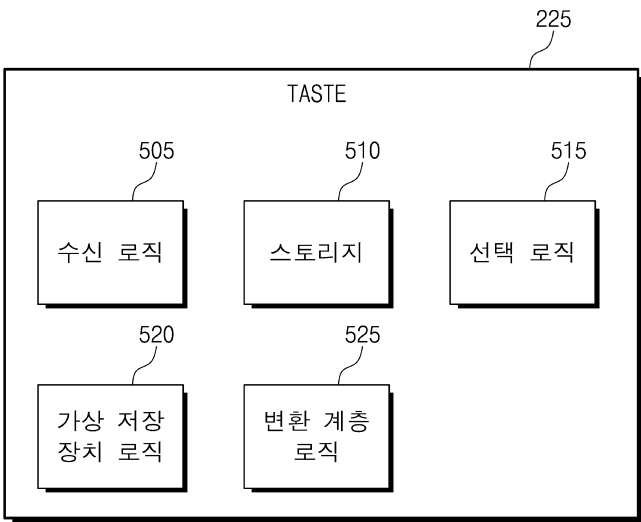 225
TASTE
505
510
515
수신 로직
스토리지
선택 로직
520
525
가상 저장
장치 로직
변환 계층
로직